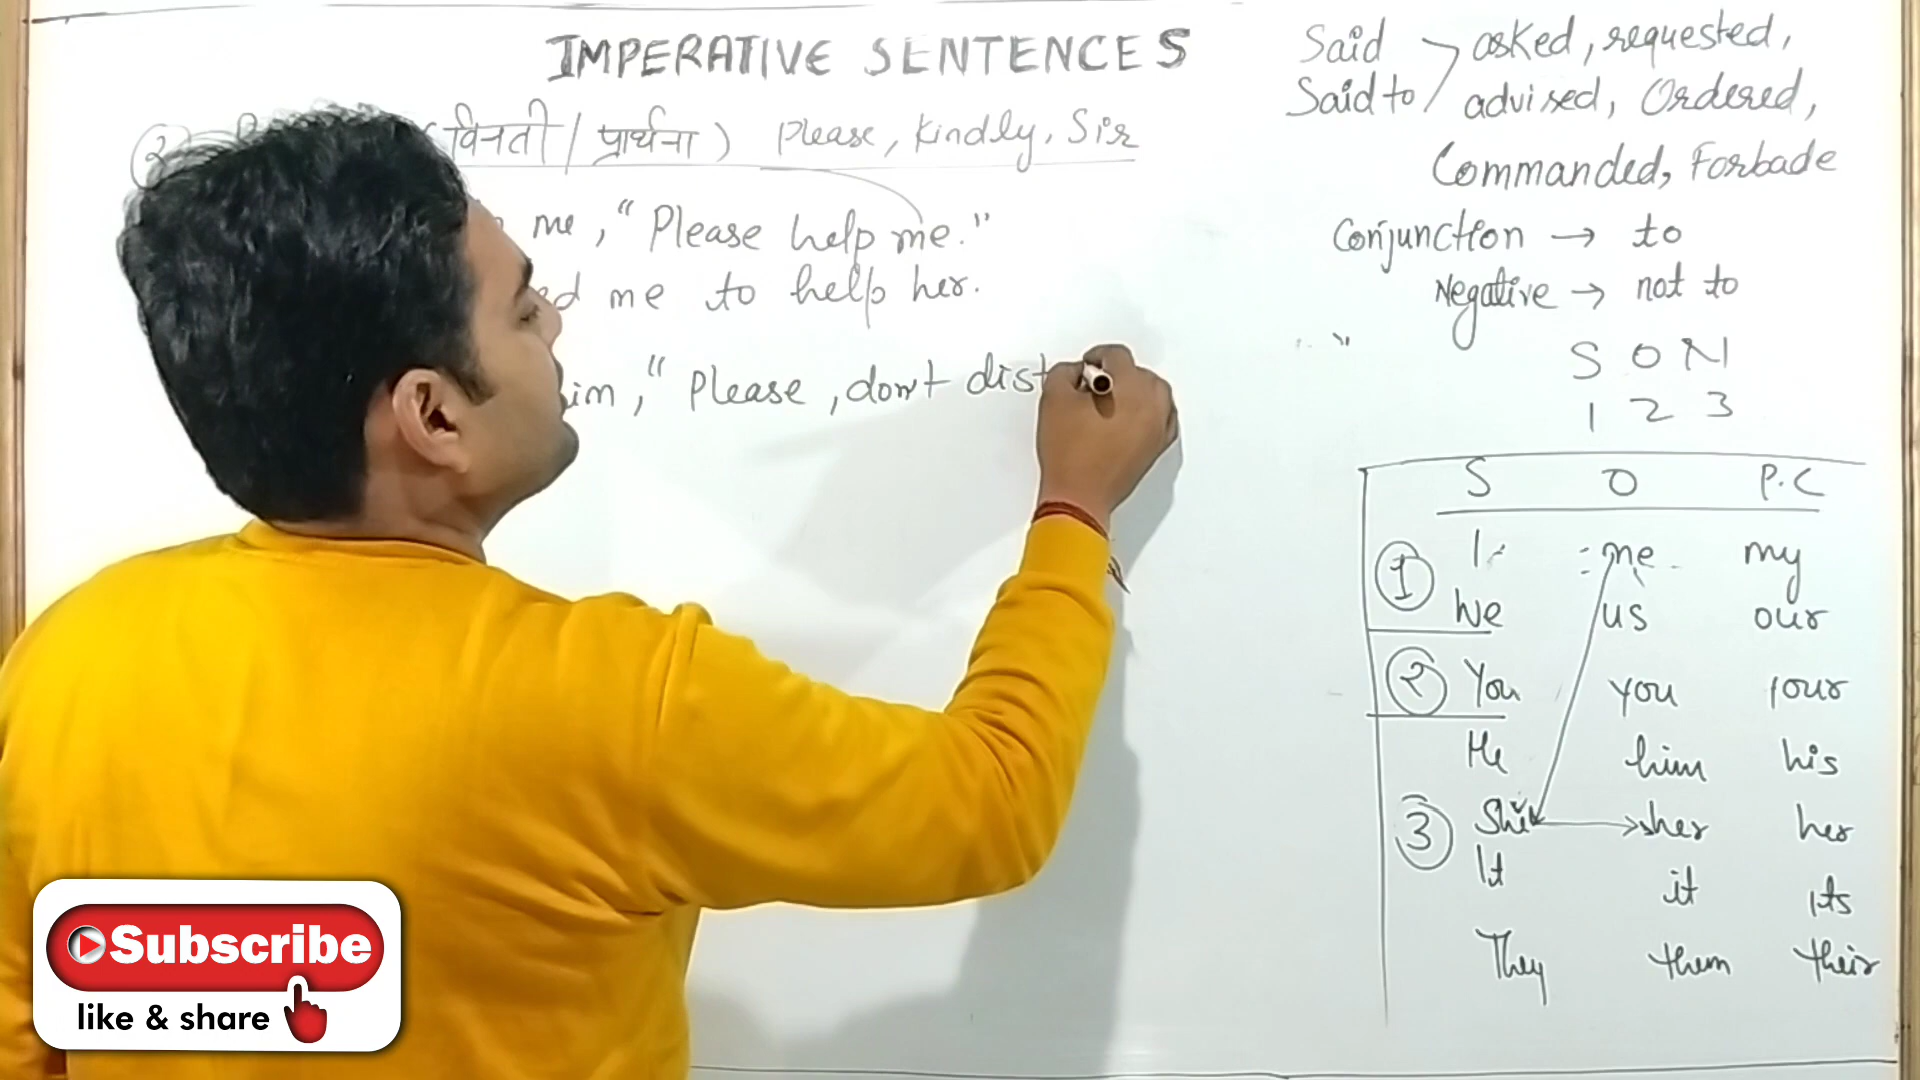 IMPERATIVE SENTENCES
२ (विनती / प्रार्थना) Please, Kindly, Sir
me, "Please help me."
ed me to help her.
him, "Please, don't dist
Said
Said to
asked, requested,
advised, Ordered,
Commanded, Forbade
Conjunction → to
Negative → not to
S O N
1 2 3
S O P.C
1 I me my
We us our
2 You you your
He him his
3 She her her
It it its
They them their
Subscribe
like & share